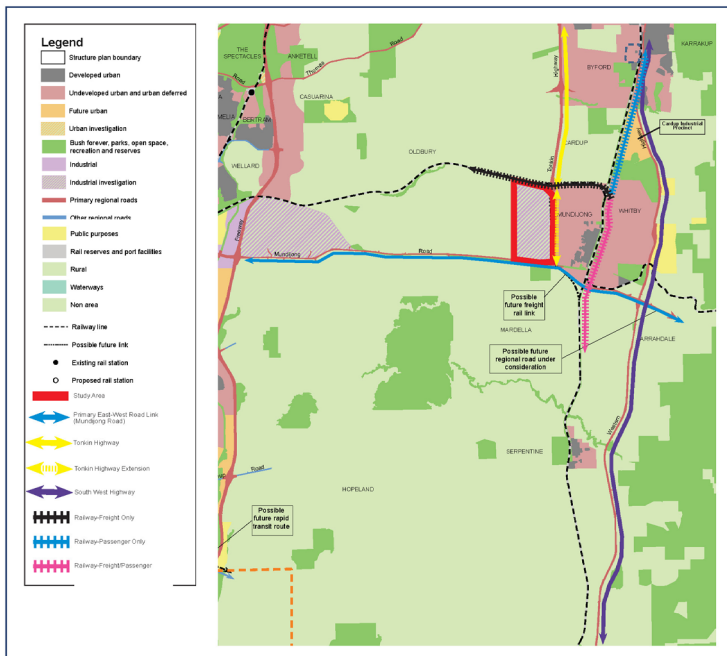 Legend
Structure plan boundary
Developed urban
Undeveloped urban and urban deferred
Future urban
Urban investigation
Bush forever, parks, open space,
recreation and reserves
Industrial
Industrial investigation
Primary regional roads
Other regional roads
Public purposes
Rail reserves and port facilities
Rural
Waterways
Non area
Railway line
Possible future link
Existing rail station
Proposed rail station
Study Area
Primary East-West Road Link
(Mundijong Road)
Tonkin Highway
Tonkin Highway Extension
South West Highway
Railway-Freight Only
Railway-Passenger Only
Railway-Freight/Passenger
THE
SPECTACLES
ANKETELL
Road
Thomas
Road
CASUARINA
BERTRAM
WELLARD
OLDBURY
Freeway
Mundijong
Road
Highway
Tonkin
BYFORD
KARRAKUP
Cardup Industrial
Precinct
CARDUP
MUNDIJONG
WHITBY
Possible
future freight
rail link
MARDELLA
Possible future
regional road under
consideration
ARRAHDALE
Western
SERPENTINE
Road
HOPELAND
Possible
future rapid
transit route